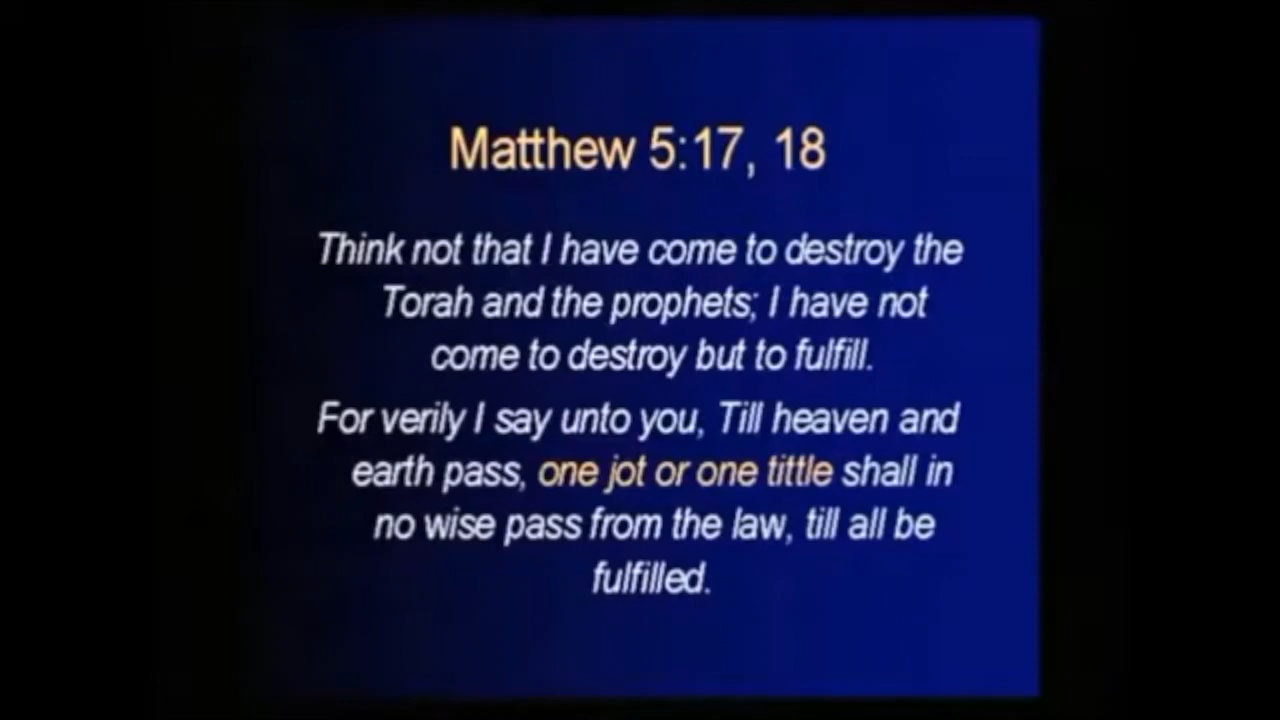 Matthew 5:17, 18
Think not that I have come to destroy the
Torah and the prophets; I have not
come to destroy but to fulfill.
For verily I say unto you, Till heaven and
earth pass, one jot or one tittle shall in
no wise pass from the law, till all be
fulfilled.